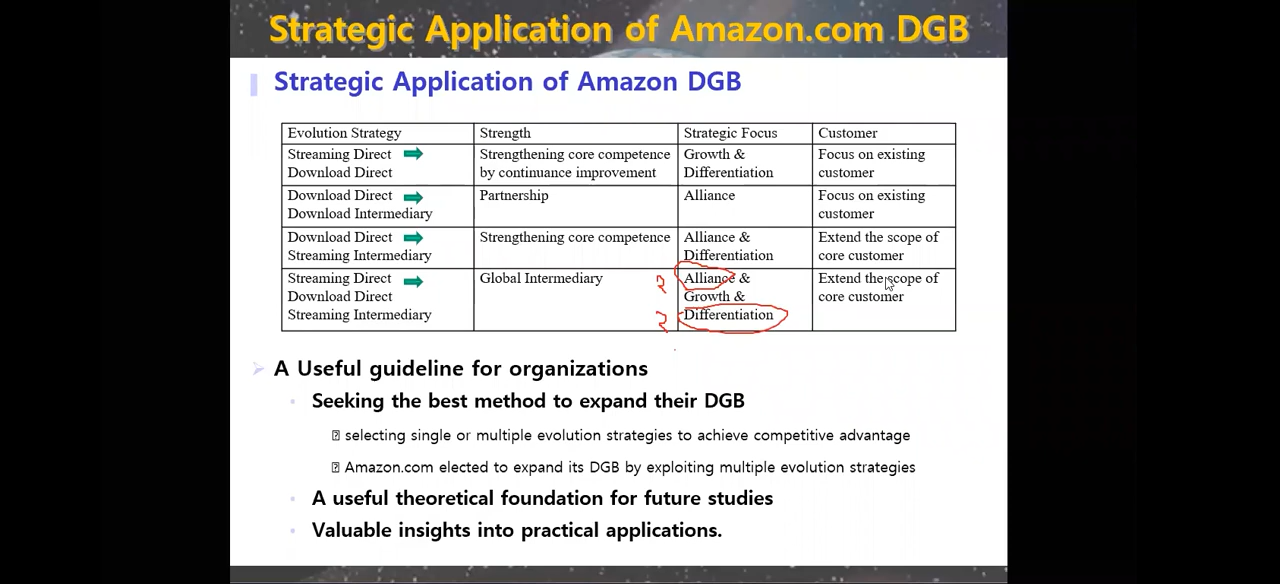 Strategic Application of Amazon.com DGB
Strategic Application of Amazon DGB
Evolution Strategy Strength Strategic Focus Customer
Streaming Direct Strengthening core competence Growth & Focus on existing
Download Direct by continuance improvement Differentiation customer
Download Direct Partnership Alliance Focus on existing
Download Intermediary customer
Download Direct Strengthening core competence Alliance & Extend the scope of
Streaming Intermediary Differentiation core customer
Streaming Direct Global Intermediary Alliance & Extend the scope of
Download Direct Growth & core customer
Streaming Intermediary Differentiation
A Useful guideline for organizations
Seeking the best method to expand their DGB
selecting single or multiple evolution strategies to achieve competitive advantage
Amazon.com elected to expand its DGB by exploiting multiple evolution strategies
A useful theoretical foundation for future studies
Valuable insights into practical applications.